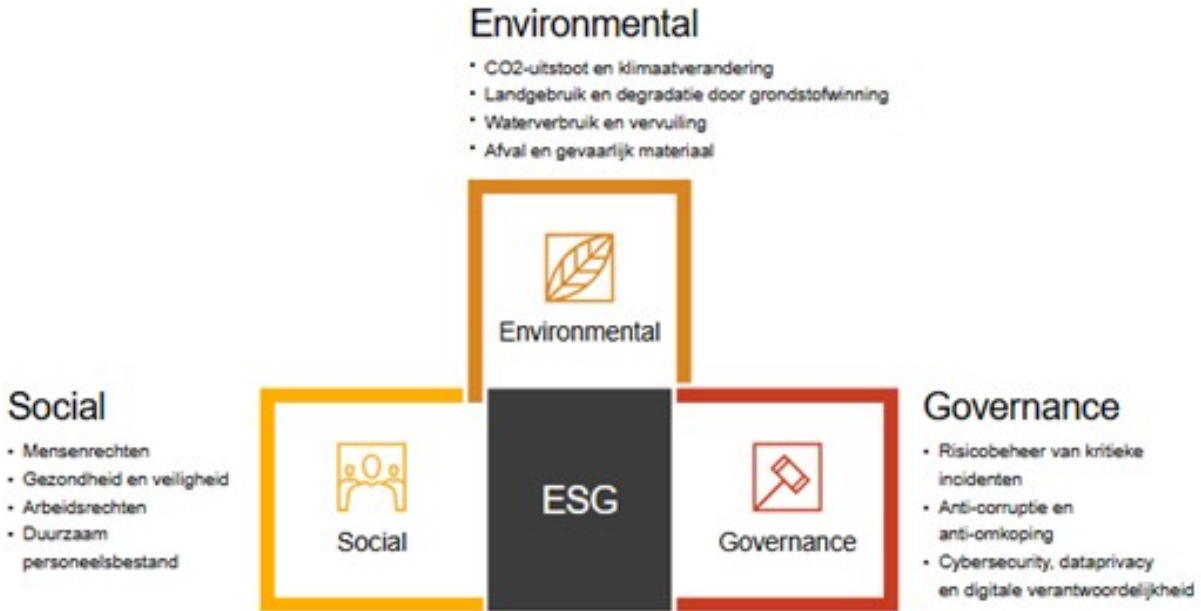 Environmental
• CO2-uitstoot en klimaatverandering
• Landgebruik en degradatie door grondstofwinning
• Waterverbruik en vervuiling
• Afval en gevaarlijk materiaal
Environmental
Social
• Mensenrechten
• Gezondheid en veiligheid
• Arbeidsrechten
• Duurzaam
personeelsbestand
Social
ESG
Governance
Governance
• Risicobeheer van kritieke
incidenten
• Anti-corruptie en
anti-omkoping
• Cybersecurity, dataprivacy
en digitale verantwoordelijkheid